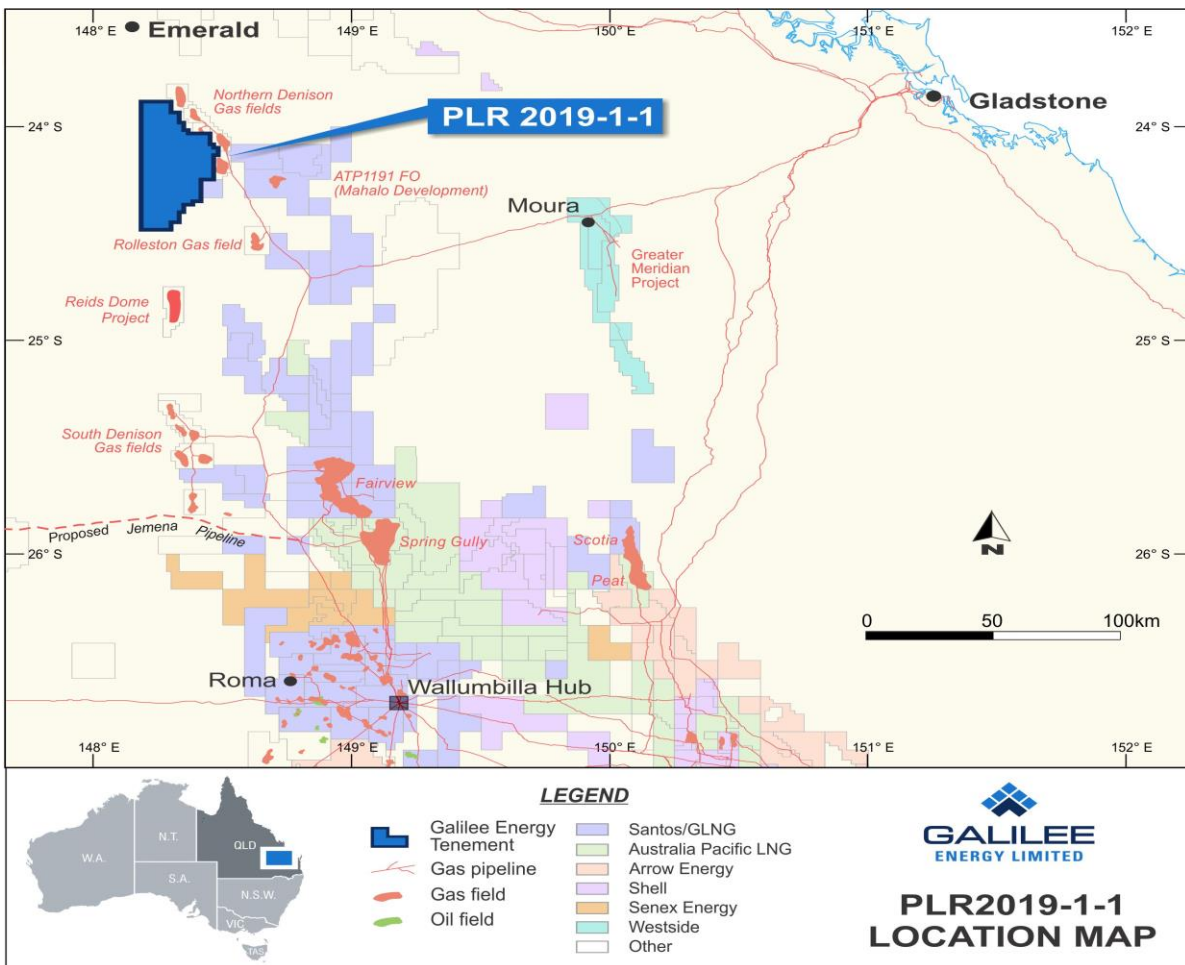 148° E
Emerald
149° E
150° E
151° E
152° E
Northern Denison
Gas fields
PLR 2019-1-1
Gladstone
24° S
24° S
ATP1191 FO
(Mahalo Development)
Moura
Rolleston Gas field
Greater
Meridian
Project
Reids Dome
Project
25° S
25° S
South Denison
Gas fields
Fairview
Proposed Jemena Pipeline
Spring Gully
Scotia
N
26° S
26° S
Peat
0 50 100km
Roma
Wallumbilla Hub
148° E
149° E
150° E
151° E
152° E
W.A.
N.T.
QLD
S.A.
N.S.W.
VIC
TAS
LEGEND
Galilee Energy
Tenement
Gas pipeline
Gas field
Oil field
Santos/GLNG
Australia Pacific LNG
Arrow Energy
Shell
Senex Energy
Westside
Other
GALILEE
ENERGY LIMITED
PLR2019-1-1
LOCATION MAP